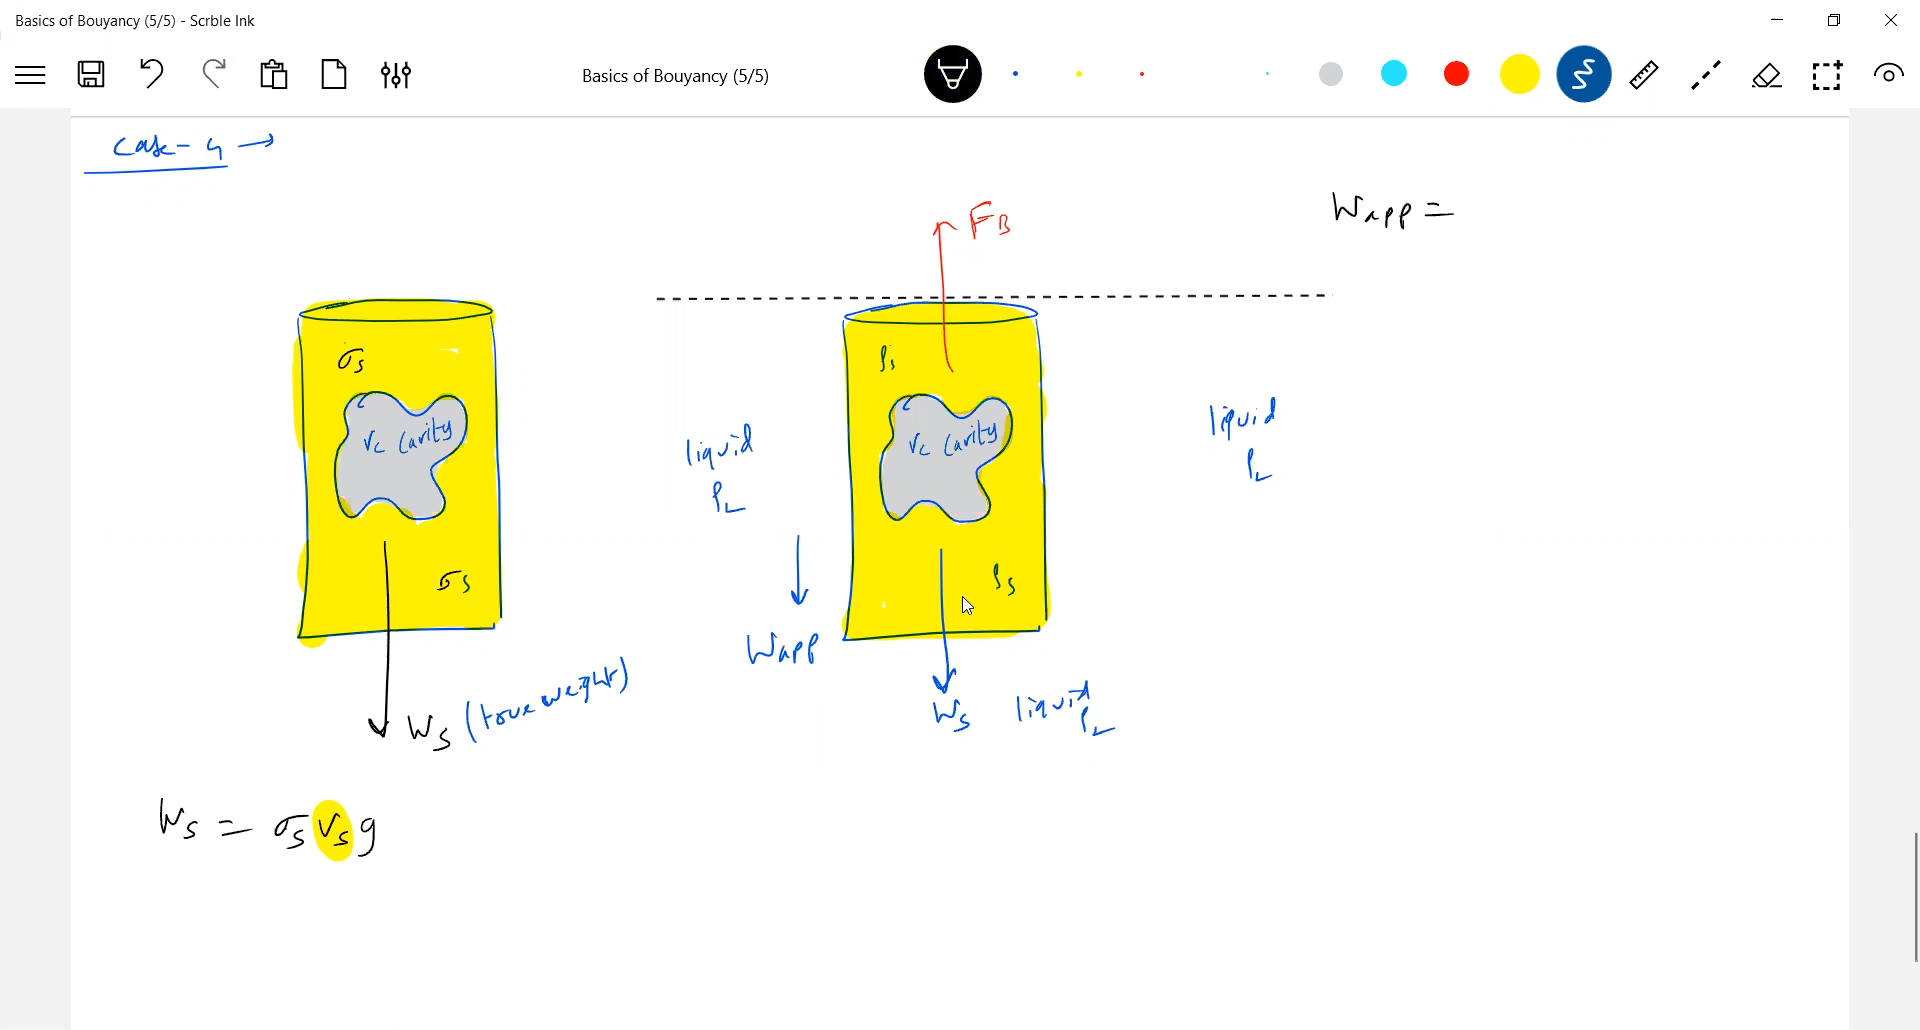 Basics of Bouyancy (5/5) - Scrble Ink
Basics of Bouyancy (5/5)
Case-4 →
Wapp =
FB
σs
Vc cavity
σs
Ws (true weight)
Ws = σs Vs g
liquid
ρL
Wapp
ρs
Vc cavity
ρs
Ws
liquid
ρL
liquid
ρL